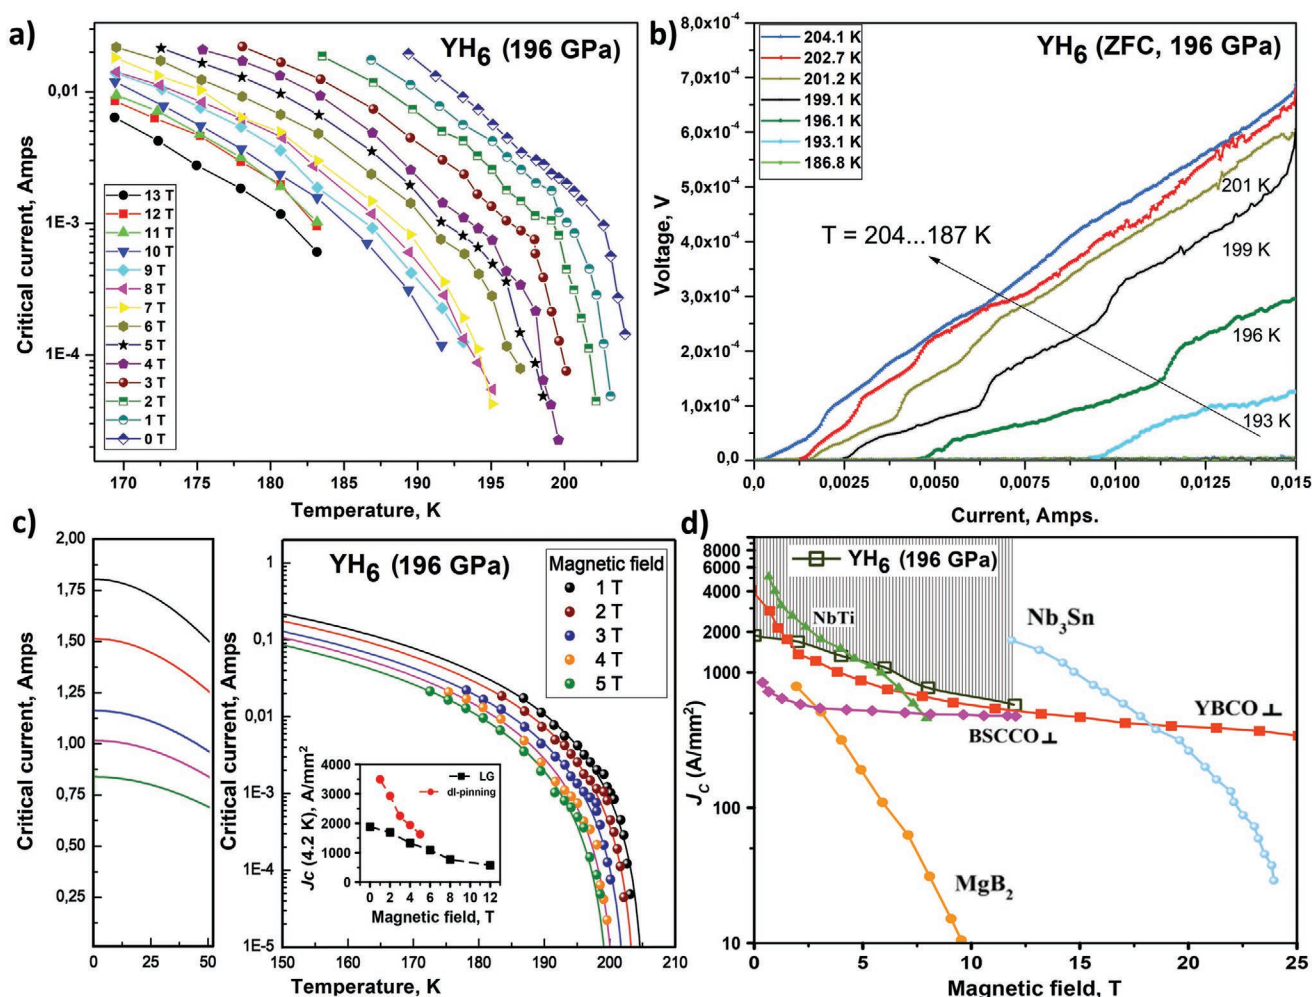 a)
YH6 (196 GPa)
Critical current, Amps
0,01
1E-3
1E-4
13 T
12 T
11 T
10 T
9 T
8 T
7 T
6 T
5 T
4 T
3 T
2 T
1 T
0 T
170 175 180 185 190 195 200
Temperature, K
b)
YH6 (ZFC, 196 GPa)
Voltage, V
8,0x10-4
7,0x10-4
6,0x10-4
5,0x10-4
4,0x10-4
3,0x10-4
2,0x10-4
1,0x10-4
0,0
204.1 K
202.7 K
201.2 K
199.1 K
196.1 K
193.1 K
186.8 K
T = 204...187 K
201 K
199 K
196 K
193 K
0,0 0,0025 0,0050 0,0075 0,0100 0,0125 0,015
Current, Amps.
c)
Critical current, Amps
2,00
1,75
1,50
1,25
1,00
0,75
0,50
0,25
0 50
YH6 (196 GPa)
Magnetic field
1 T
2 T
3 T
4 T
5 T
Critical current, Amps
1
0,1
0,01
1E-3
1E-4
1E-5
150 160 170 180 190 200 210
Temperature, K
Temperature, K
Jc (4.2 K), A/mm2
4000
3500
3000
2500
2000
1500
1000
500
0
LG
dl-pinning
0 2 4 6 8 10 12
Magnetic field, T
d)
JC (A/mm2)
8000
6000
4000
2000
1000
100
10
YH6 (196 GPa)
NbTi
Nb3Sn
YBCO⊥
BSCCO⊥
MgB2
0 5 10 15 20 25
Magnetic field, T